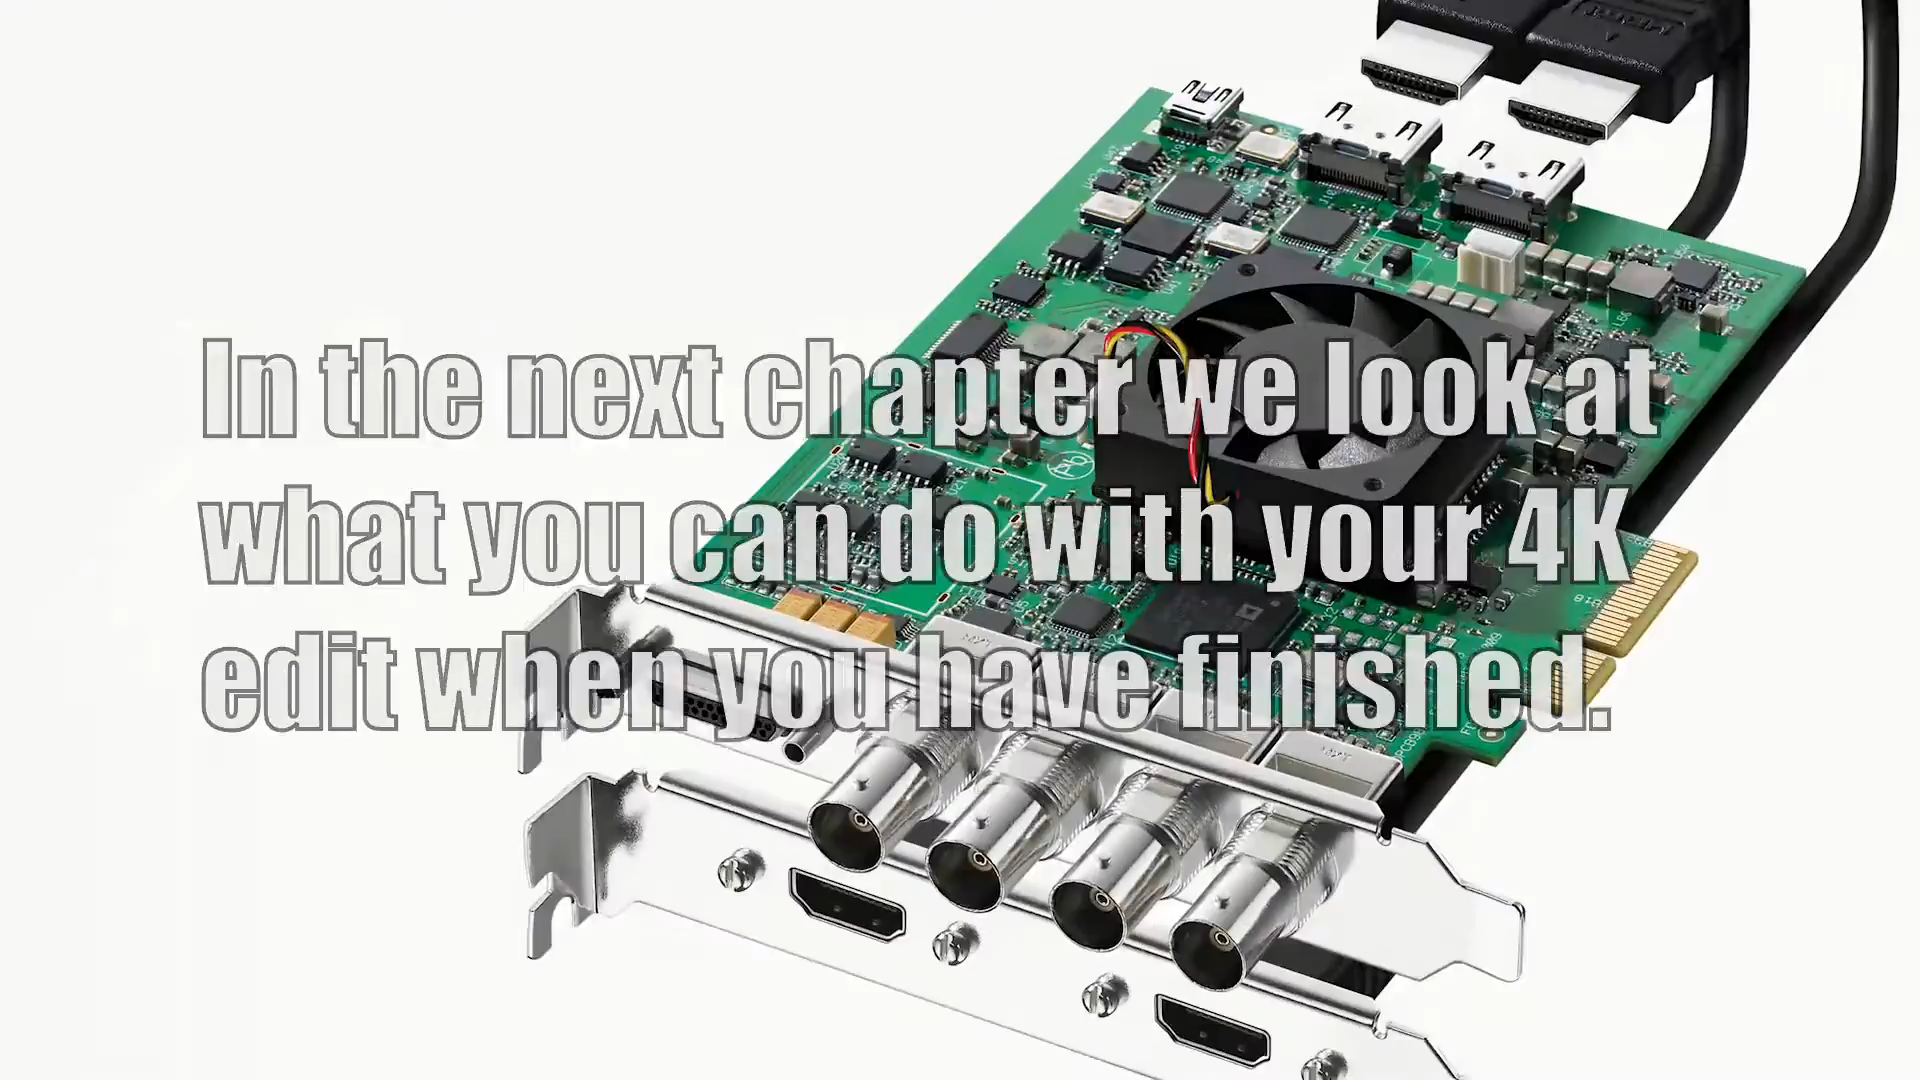 In the next chapter we look at
what you can do with your 4K
edit when you have finished.